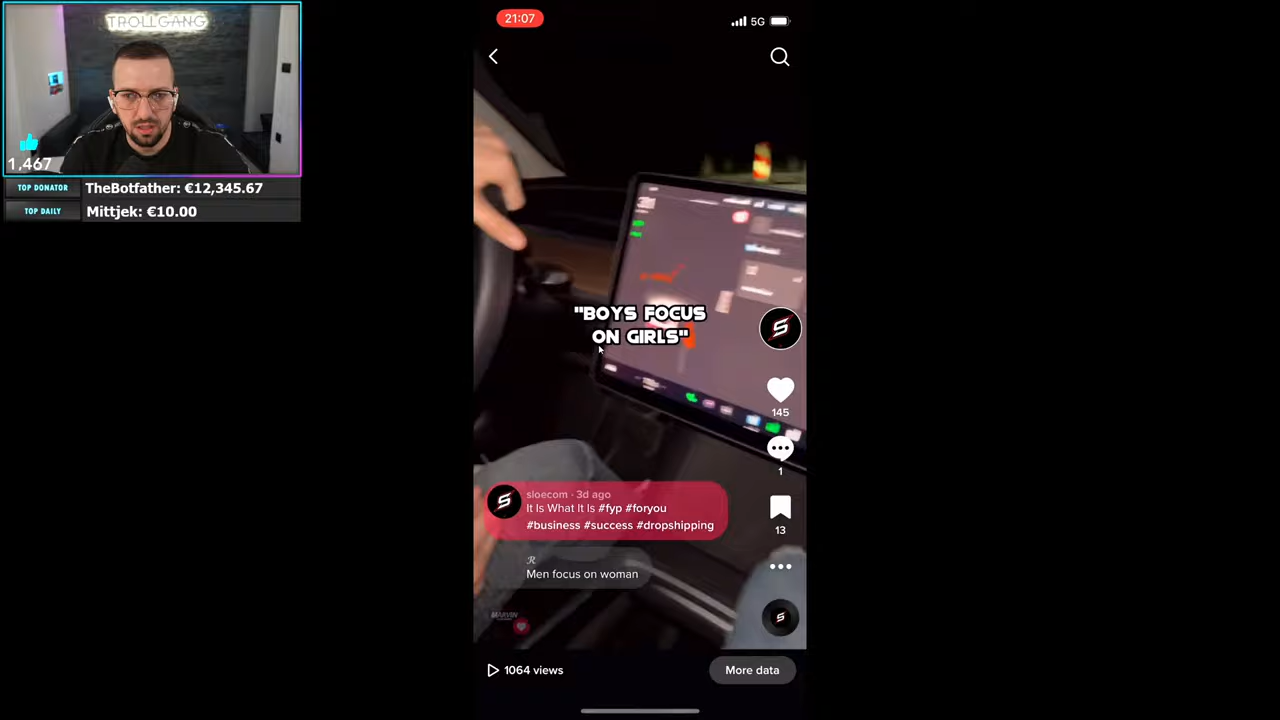 TROLLGANG
1,467
TOP DONATOR
TheBotfather: €12,345.67
TOP DAILY
Mittjek: €10.00
21:07
5G
"BOYS FOCUS
ON GIRLS"
145
1
13
sloecom · 3d ago
It Is What It Is #fyp #foryou
#business #success #dropshipping
ℛ
Men focus on woman
MARVIN
1064 views
More data